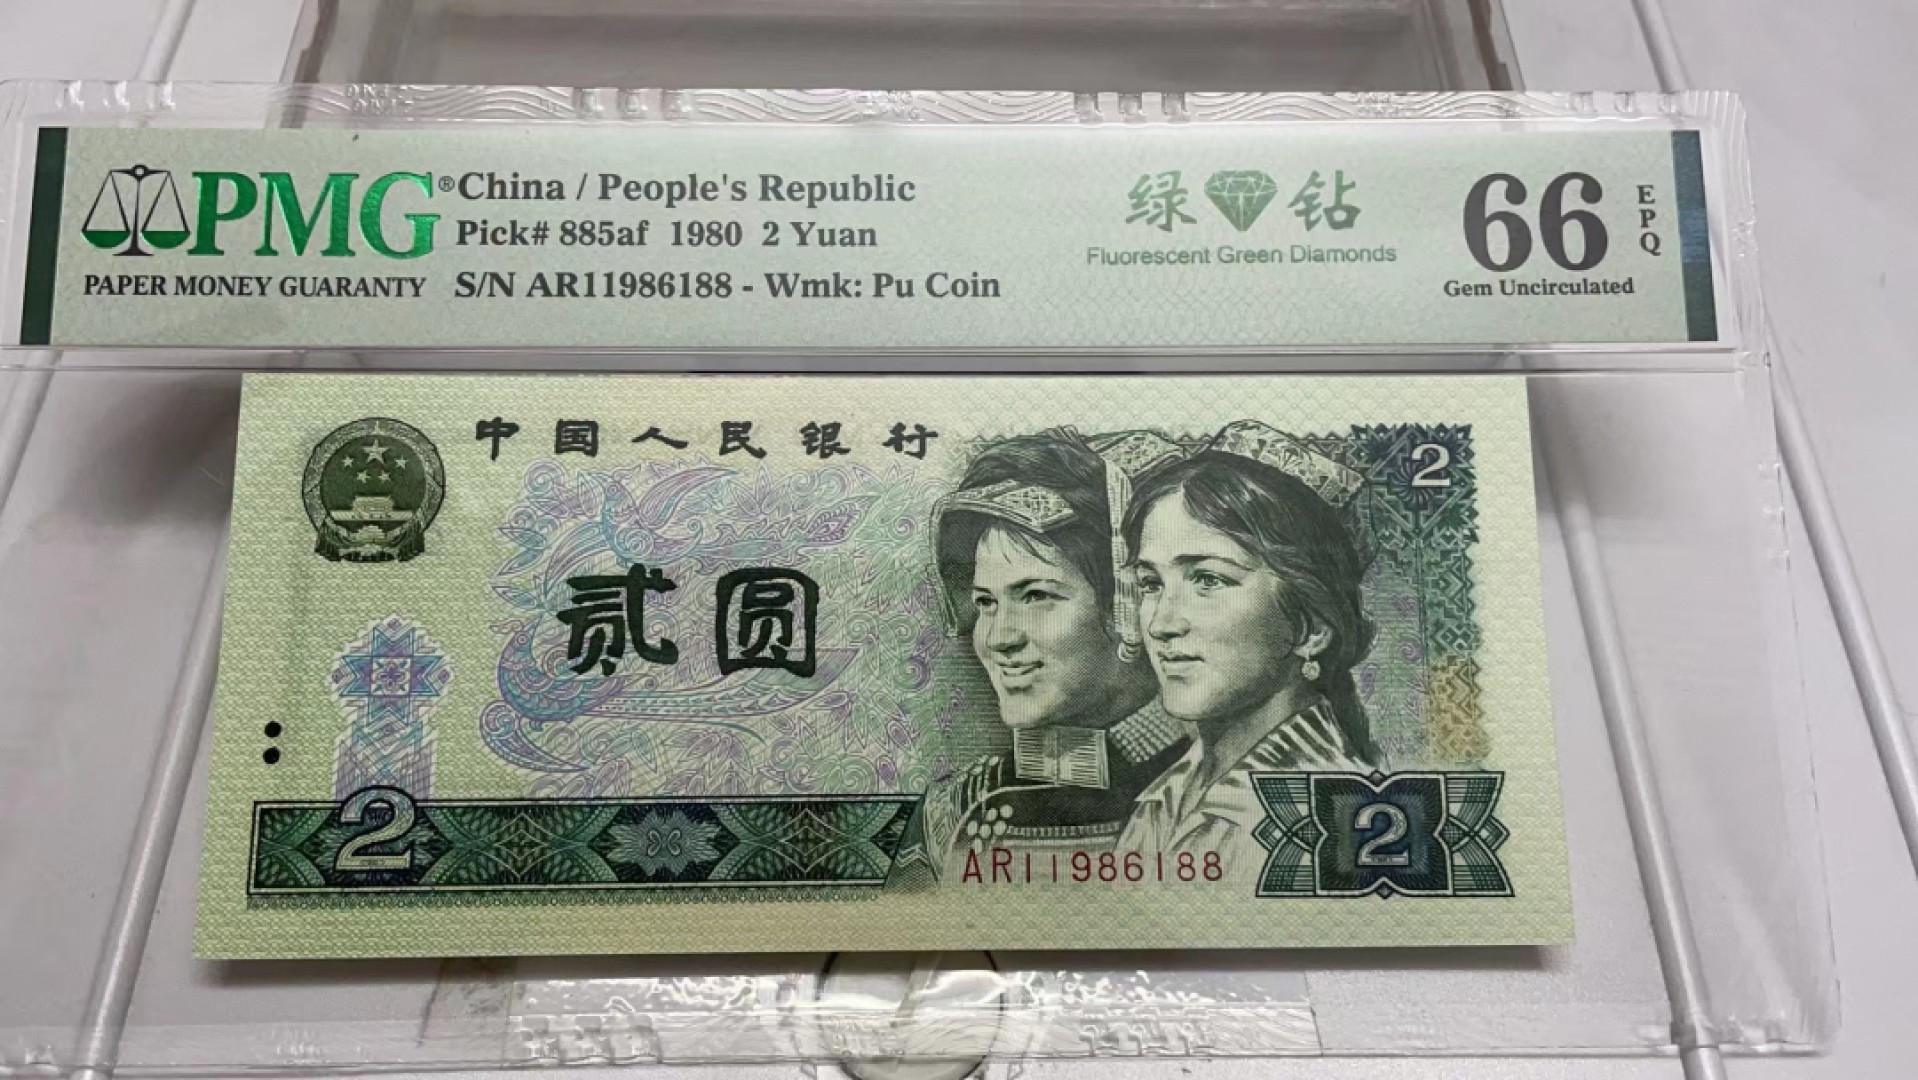 PMG®
PAPER MONEY GUARANTY
China / People's Republic
Pick# 885af 1980 2 Yuan
S/N AR11986188 - Wmk: Pu Coin
绿钻
Fluorescent Green Diamonds
66
EPQ
Gem Uncirculated
中国人民银行
2
贰圆
2
AR11986188
2